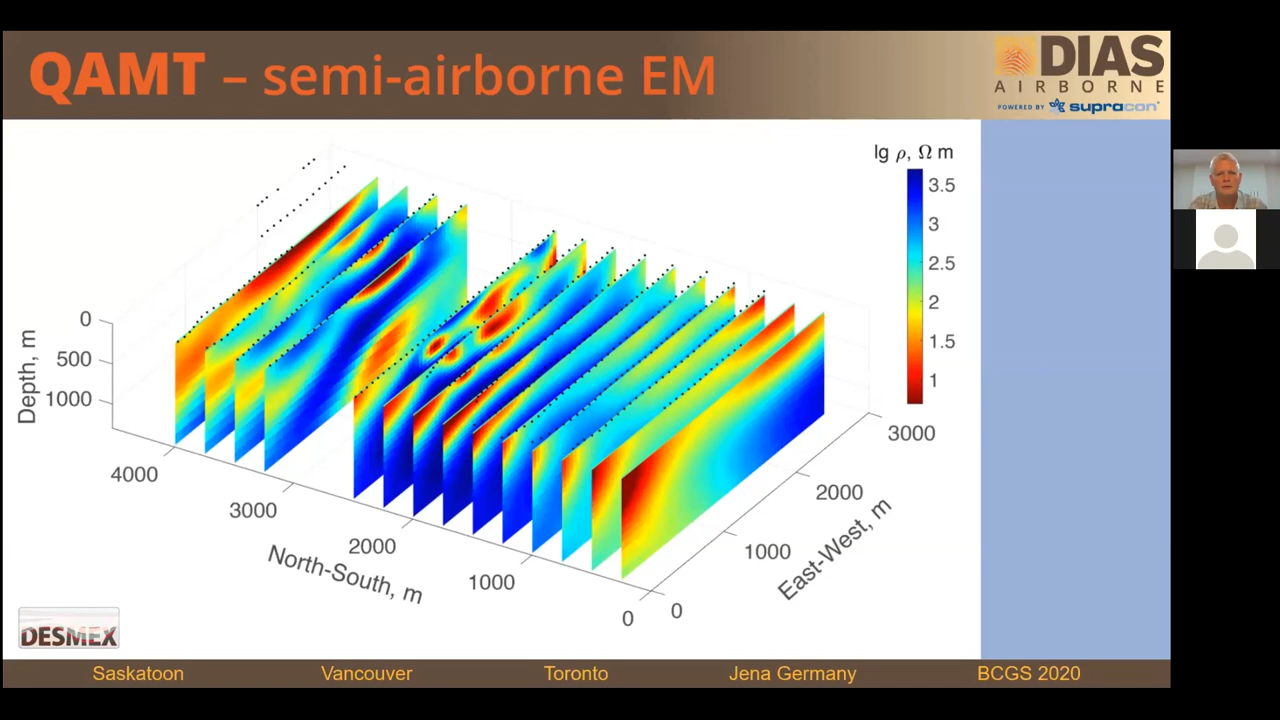 QAMT – semi-airborne EM
DIAS
AIRBORNE
POWERED BY supracon
lg ρ, Ω m
3.5
3
2.5
2
1.5
1
0
500
1000
Depth, m
4000
3000
2000
1000
0
North-South, m
0
1000
2000
3000
East-West, m
DESMEX
Saskatoon Vancouver Toronto Jena Germany BCGS 2020